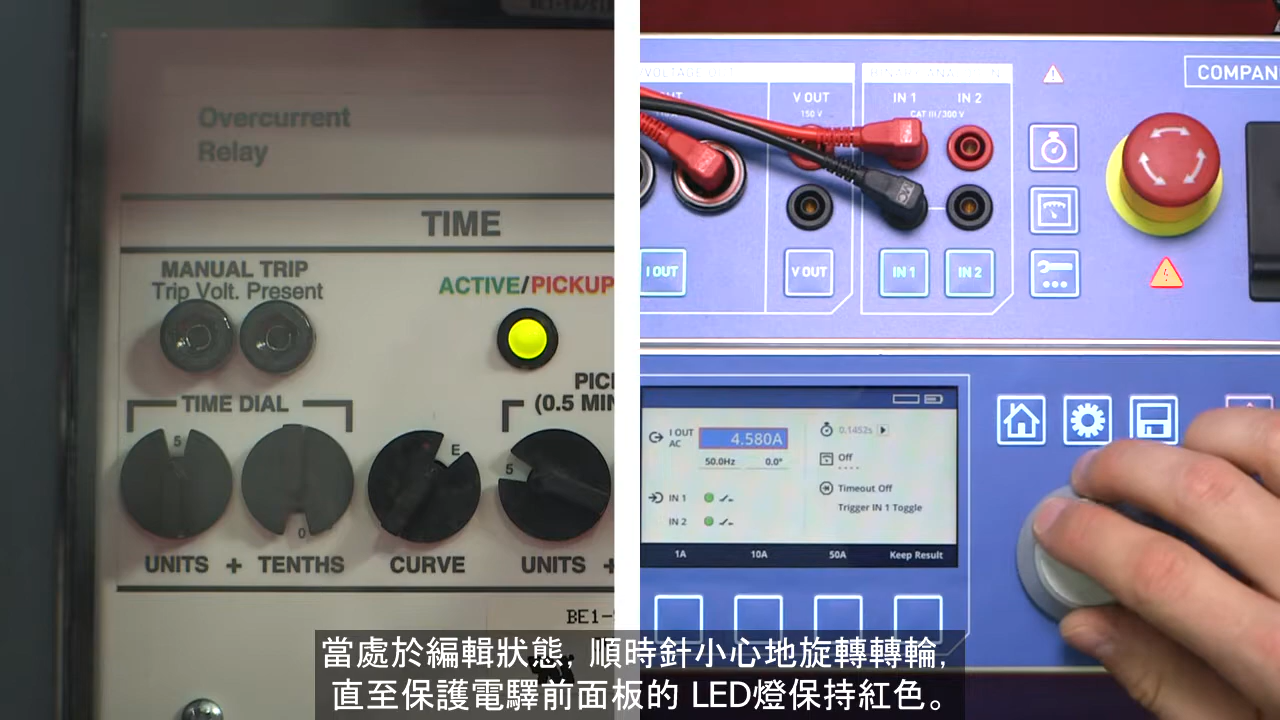 Overcurrent
Relay
TIME
MANUAL TRIP
Trip Volt. Present
ACTIVE/PICKUP
TIME DIAL
(0.5 MIN
5
E
5
0
UNITS + TENTHS
CURVE
UNITS +
BE1-
V OUT
150 V
IN 1
IN 2
CAT III/300 V
COMPAN
I OUT
V OUT
IN 1
IN 2
I OUT
AC
4.580A
50.0Hz
0.0°
IN 1
IN 2
0.1452s
Off
Timeout Off
Trigger IN 1 Toggle
1A
10A
50A
Keep Result
當處於編輯狀態, 順時針小心地旋轉轉輪,
直至保護電驛前面板的 LED燈保持紅色。